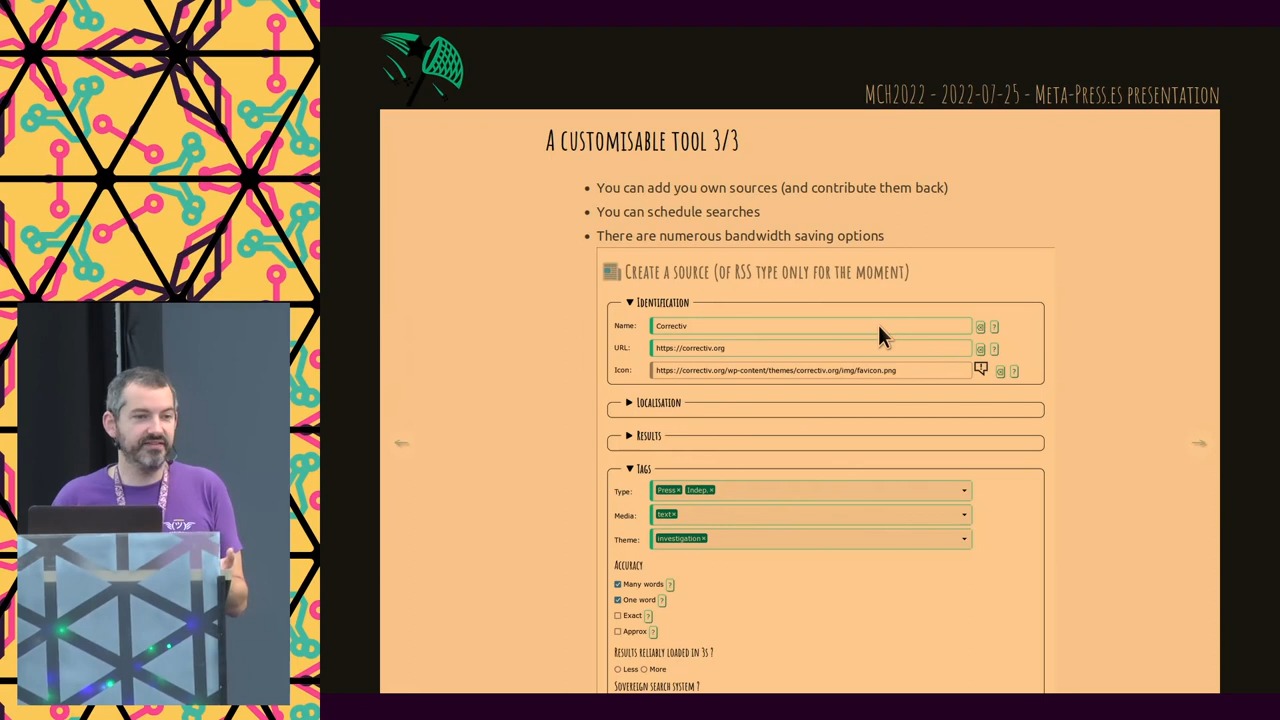 MCH2022 - 2022-07-25 - Meta-Press.es presentation
A customisable tool 3/3
• You can add you own sources (and contribute them back)
• You can schedule searches
• There are numerous bandwidth saving options
Create a source (of RSS type only for the moment)
▼ Identification
Name: Correctiv ?
URL: https://correctiv.org ?
Icon: https://correctiv.org/wp-content/themes/correctiv.org/img/favicon.png ?
▶ Localisation
▶ Results
▼ Tags
Type: Press× Indep.×
Media: text×
Theme: Investigation×
Accuracy
Many words ?
One word ?
Exact ?
Approx ?
Results reliably loaded in 3s ?
Less More
Sovereign search system ?